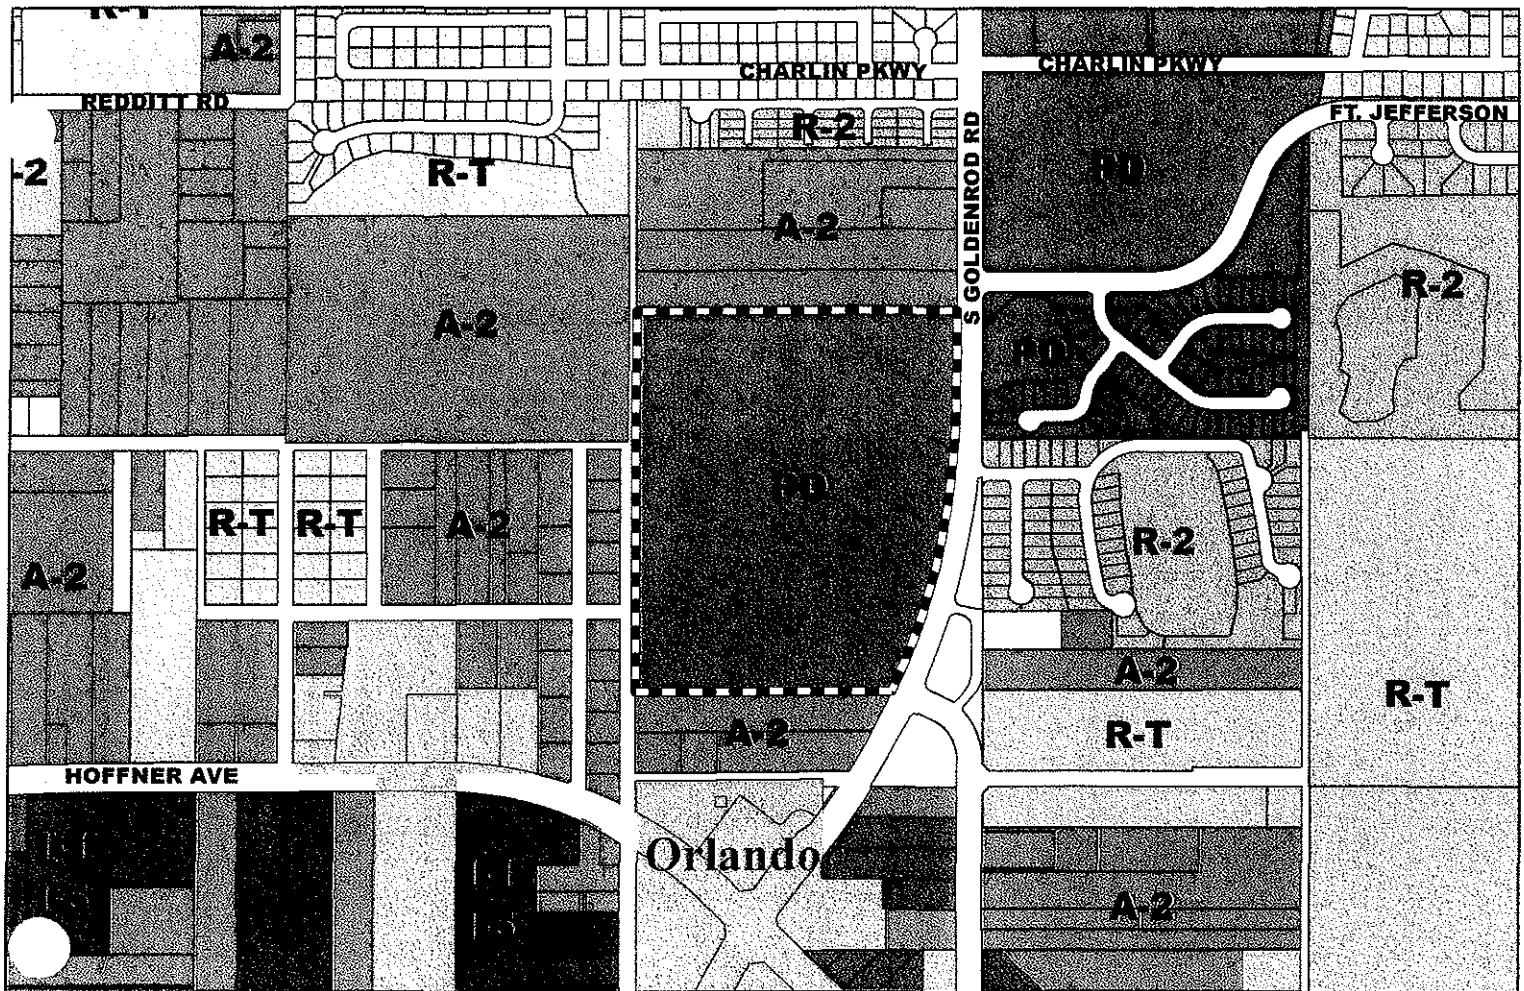 R-T
A-2
CHARLIN PKWY
CHARLIN PKWY
REDDITT RD
FT. JEFFERSON
R-2
S GOLDENROD RD
-2
R-T
PD
A-2
R-2
A-2
PD
PD
R-T
R-T
A-2
R-2
A-2
A-2
R-T
R-T
A-2
HOFFNER AVE
Orlando
A-2